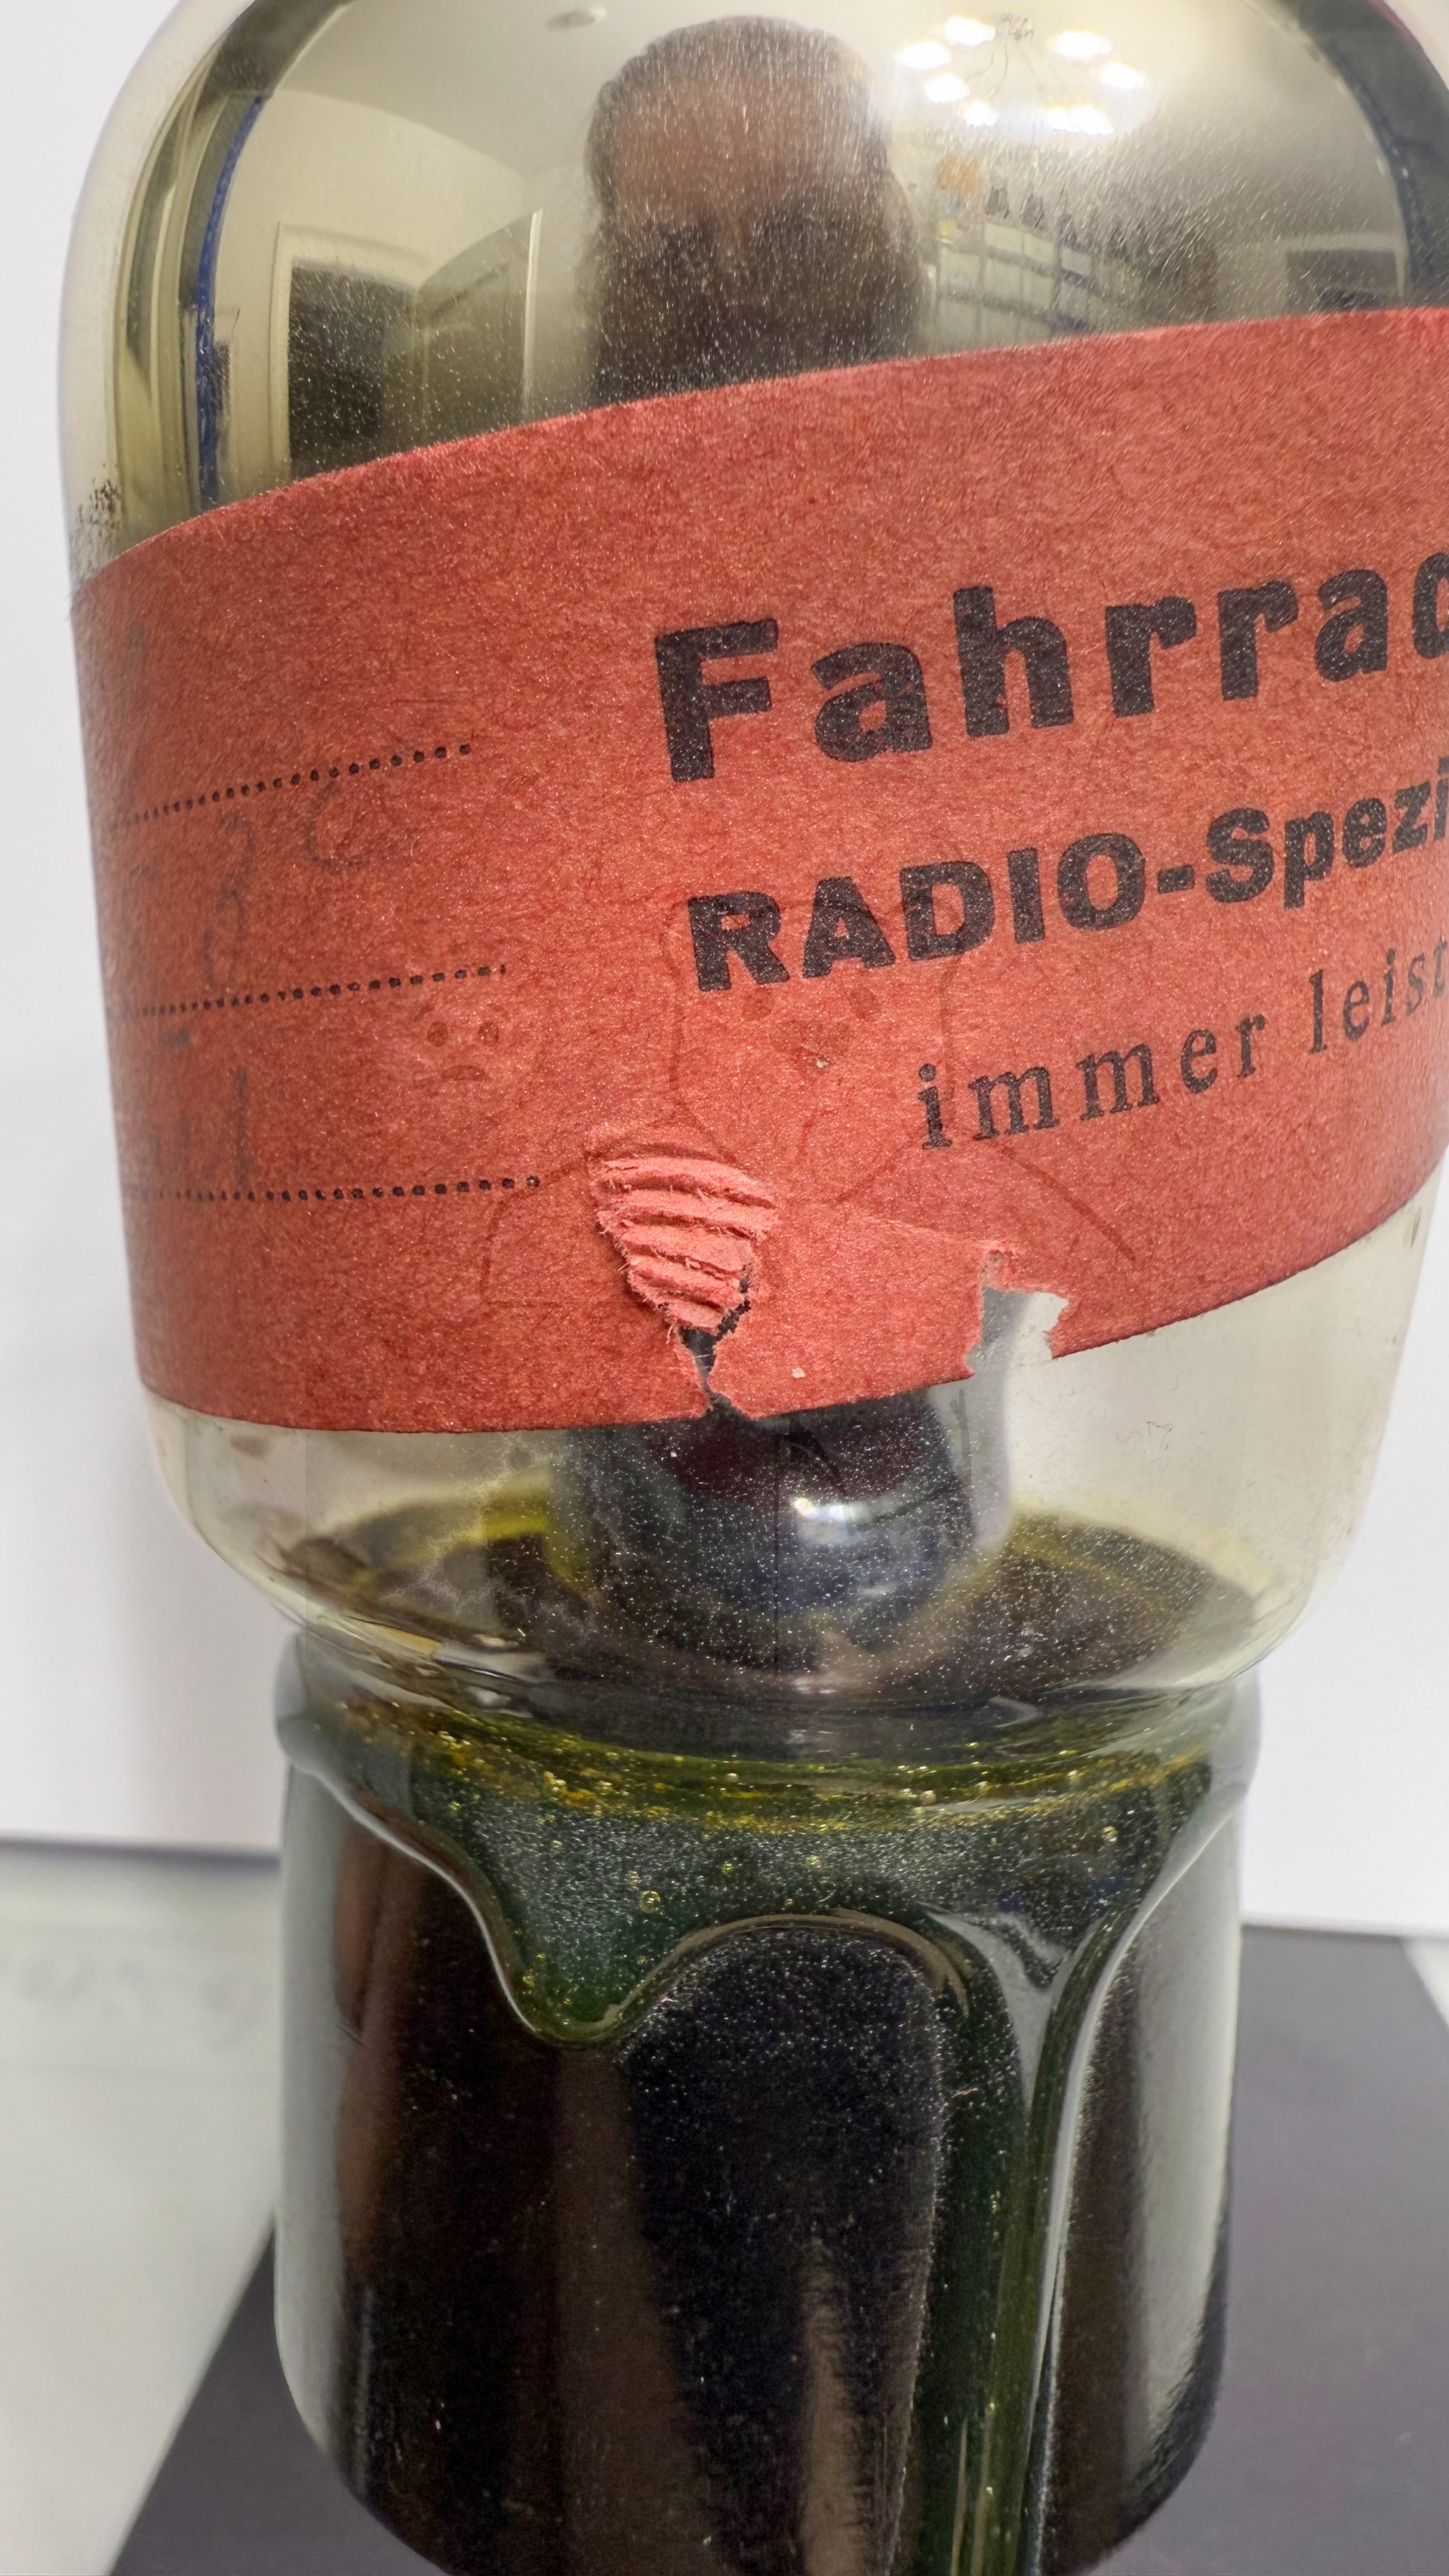 Fahrrad
RADIO-Spezi
immer leist